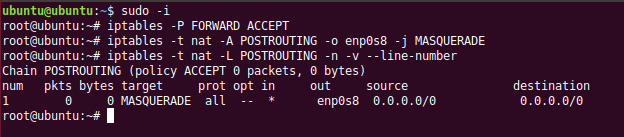 ubuntu@ubuntu:~$ sudo -i
root@ubuntu:~# iptables -P FORWARD ACCEPT
root@ubuntu:~# iptables -t nat -A POSTROUTING -o enp0s8 -j MASQUERADE
root@ubuntu:~# iptables -t nat -L POSTROUTING -n -v --line-number
Chain POSTROUTING (policy ACCEPT 0 packets, 0 bytes)
num   pkts bytes target     prot opt in     out     source               destination
1        0     0 MASQUERADE  all  --  *      enp0s8  0.0.0.0/0            0.0.0.0/0
root@ubuntu:~#